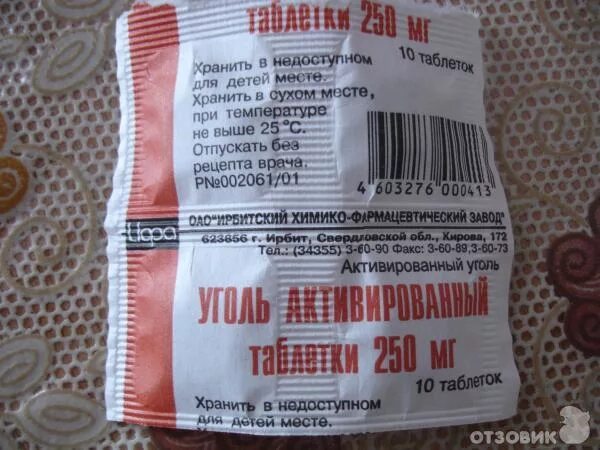 таблетки 250 мг
10 таблеток
Хранить в недоступном
для детей месте.
Хранить в сухом месте,
при температуре
не выше 25°С.
Отпускать без
рецепта врача.
РN№002061/01
4 603276 000413
Ирфа
ОАО"ИРБИТСКИЙ ХИМИКО-ФАРМАЦЕВТИЧЕСКИЙ ЗАВОД"
623856 г. Ирбит, Свердловской обл., Кирова, 172
Тел.: (34355) 3-60-90 Факс: 3-60-89,3-60-73
Активированный уголь
УГОЛЬ АКТИВИРОВАННЫЙ
таблетки 250 мг
10 таблеток
Хранить в недоступном
для детей месте.
ОТЗОВИК